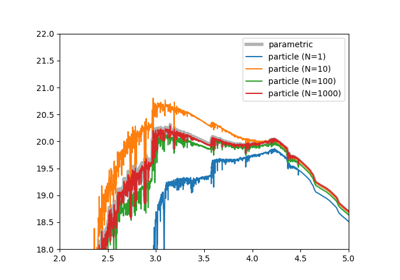 22.0
21.5
21.0
20.5
20.0
19.5
19.0
18.5
18.0
parametric
particle (N=1)
particle (N=10)
particle (N=100)
particle (N=1000)
2.0 2.5 3.0 3.5 4.0 4.5 5.0